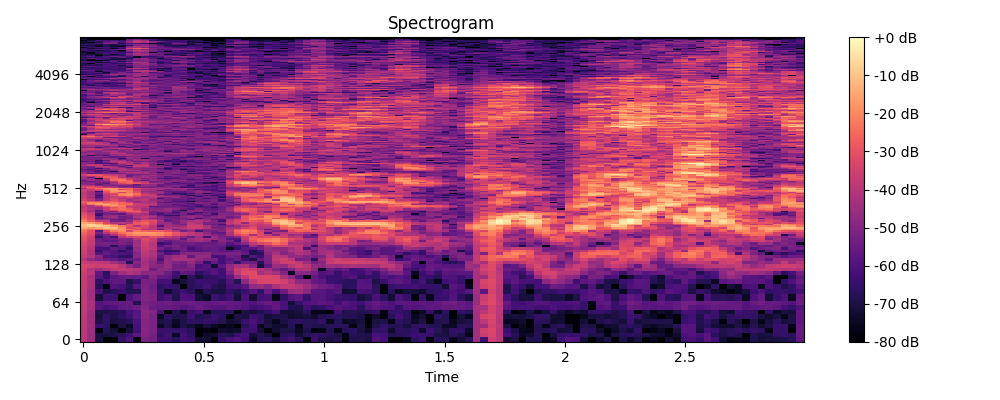 Spectrogram
Hz
4096
2048
1024
512
256
128
64
0
0
0.5
1
1.5
2
2.5
Time
+0 dB
-10 dB
-20 dB
-30 dB
-40 dB
-50 dB
-60 dB
-70 dB
-80 dB